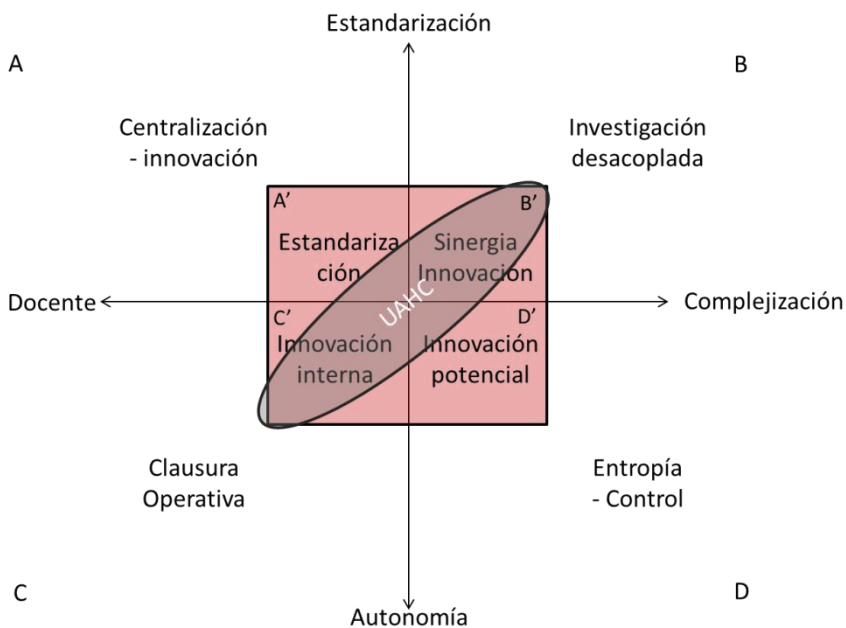 Estandarización
A
B
Centralización
- innovación
Investigación
desacoplada
A’
B’
Estandariza
ción
Sinergia
Innovación
UAHC
Docente
Complejización
C’
D’
Innovación
interna
Innovación
potencial
Clausura
Operativa
Entropía
- Control
C
D
Autonomía